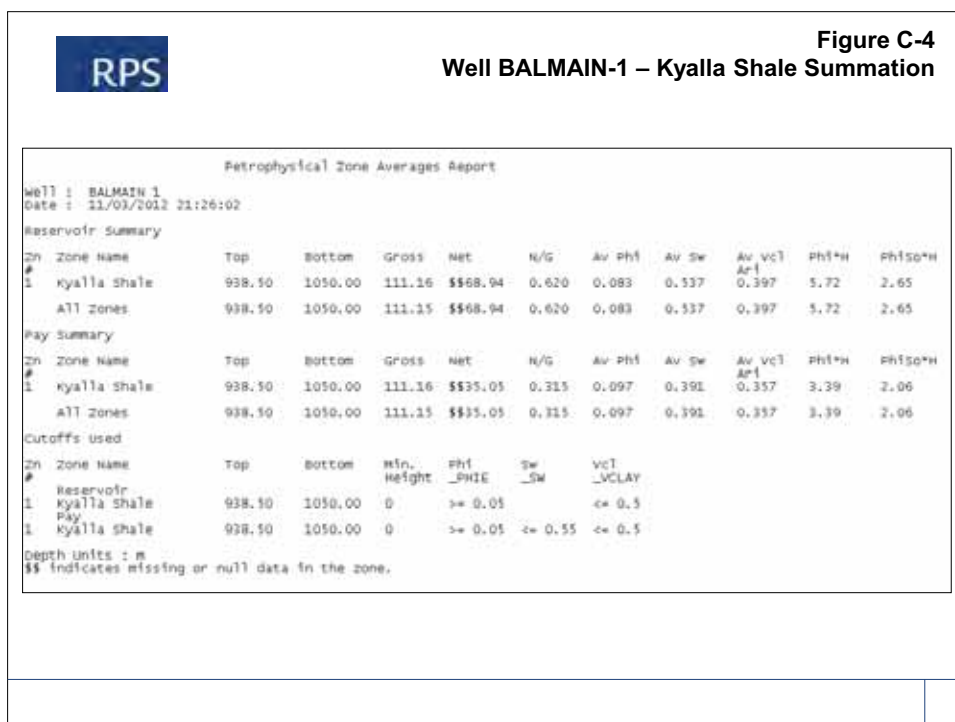 RPS
Figure C-4
Well BALMAIN-1 – Kyalla Shale Summation
Petrophysical Zone Averages Report
Well : BALMAIN 1
Date : 11/03/2012 21:26:02
Reservoir Summary
Zn Zone Name Top Bottom Gross Net N/G Av Phi Av Sw Av Vcl Phi*H PhiSo*H
# Ari
1 Kyalla Shale 938.50 1050.00 111.16 $$68.94 0.620 0.083 0.537 0.397 5.72 2.65
All Zones 938.50 1050.00 111.15 $$68.94 0.620 0.083 0.537 0.397 5.72 2.65
Pay Summary
Zn Zone Name Top Bottom Gross Net N/G Av Phi Av Sw Av Vcl Phi*H PhiSo*H
# Ari
1 Kyalla Shale 938.50 1050.00 111.16 $$35.05 0.315 0.097 0.391 0.357 3.39 2.06
All Zones 938.50 1050.00 111.15 $$35.05 0.315 0.097 0.391 0.357 3.39 2.06
Cutoffs Used
Zn Zone Name Top Bottom Min. Phi Sw Vcl
# Height _PHIE _SW _VCLAY
Reservoir
1 Kyalla Shale 938.50 1050.00 0 >= 0.05 <= 0.5
Pay
1 Kyalla Shale 938.50 1050.00 0 >= 0.05 <= 0.55 <= 0.5
Depth Units : m
$$ indicates missing or null data in the zone.